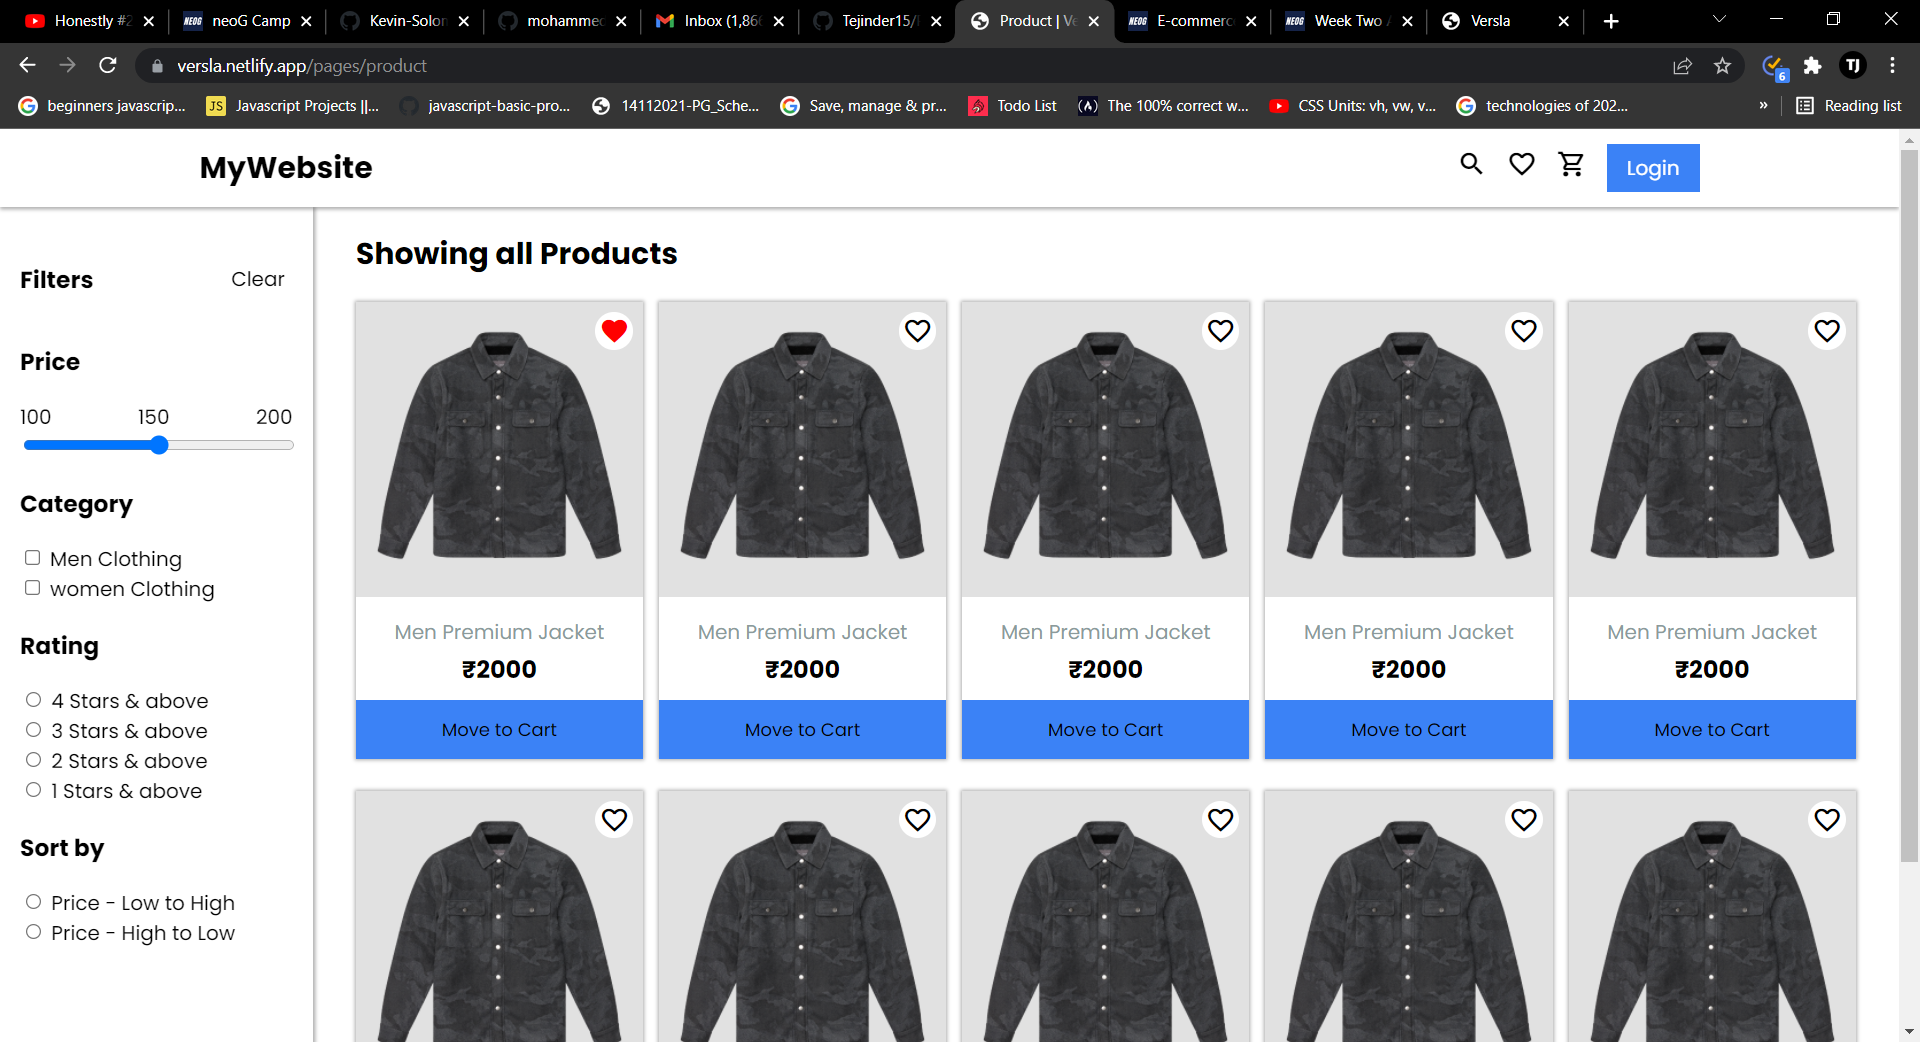 Honestly #2
neoG Camp
Kevin-Solon
mohammed
Inbox (1,866
Tejinder15/
Product | Ve
E-commerc
Week Two A
Versla
versla.netlify.app/pages/product
6
TJ
beginners javascrip...
JS Javascript Projects ||...
javascript-basic-pro...
14112021-PG_Sche...
Save, manage & pr...
Todo List
The 100% correct w...
CSS Units: vh, vw, v...
technologies of 202...
»
Reading list
MyWebsite
Login
Filters
Clear
Price
100 150 200
Category
Men Clothing
women Clothing
Rating
4 Stars & above
3 Stars & above
2 Stars & above
1 Stars & above
Sort by
Price - Low to High
Price - High to Low
Showing all Products
Men Premium Jacket
₹2000
Move to Cart
Men Premium Jacket
₹2000
Move to Cart
Men Premium Jacket
₹2000
Move to Cart
Men Premium Jacket
₹2000
Move to Cart
Men Premium Jacket
₹2000
Move to Cart